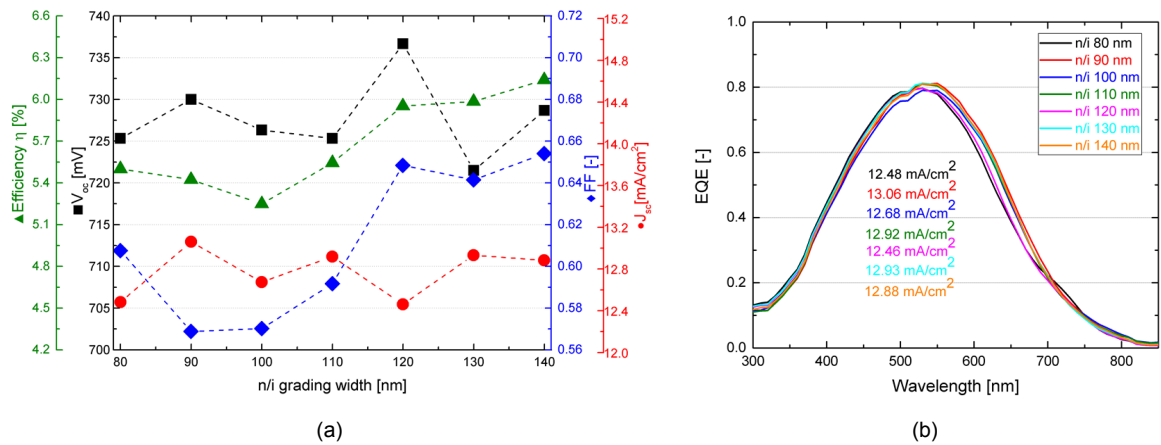 6.6
6.3
6.0
5.7
5.4
5.1
4.8
4.5
4.2
▲Efficiency η [%]
740
735
730
725
720
715
710
705
700
■V_oc [mV]
80 90 100 110 120 130 140
n/i grading width [nm]
0.72
0.70
0.68
0.66
0.64
0.62
0.60
0.58
0.56
◆FF [-]
15.2
14.8
14.4
14.0
13.6
13.2
12.8
12.4
12.0
●J_sc[mA/cm²]
(a)
1.0
0.8
0.6
0.4
0.2
0.0
EQE [-]
n/i 80 nm
n/i 90 nm
n/i 100 nm
n/i 110 nm
n/i 120 nm
n/i 130 nm
n/i 140 nm
12.48 mA/cm²
13.06 mA/cm²
12.68 mA/cm²
12.92 mA/cm²
12.46 mA/cm²
12.93 mA/cm²
12.88 mA/cm²
300 400 500 600 700 800
Wavelength [nm]
(b)